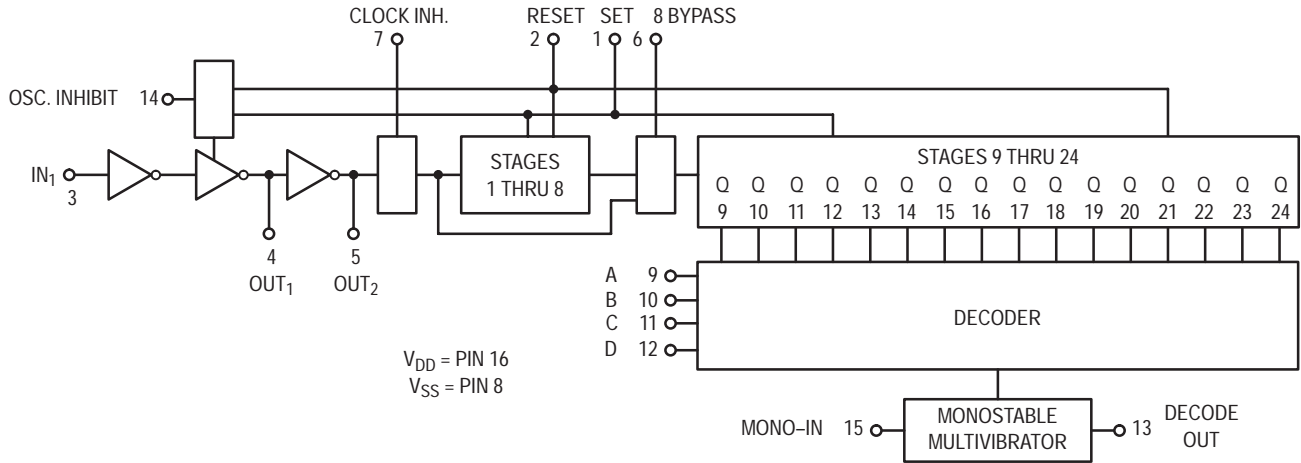 CLOCK INH.
7
RESET
2
SET
1
8 BYPASS
6
OSC. INHIBIT 14
IN1
3
STAGES
1 THRU 8
STAGES 9 THRU 24
Q Q Q Q Q Q Q Q Q Q Q Q Q Q Q Q
9 10 11 12 13 14 15 16 17 18 19 20 21 22 23 24
4
OUT1
5
OUT2
A 9
B 10
C 11
D 12
DECODER
VDD = PIN 16
VSS = PIN 8
MONO–IN 15
MONOSTABLE
MULTIVIBRATOR
13 DECODE
OUT